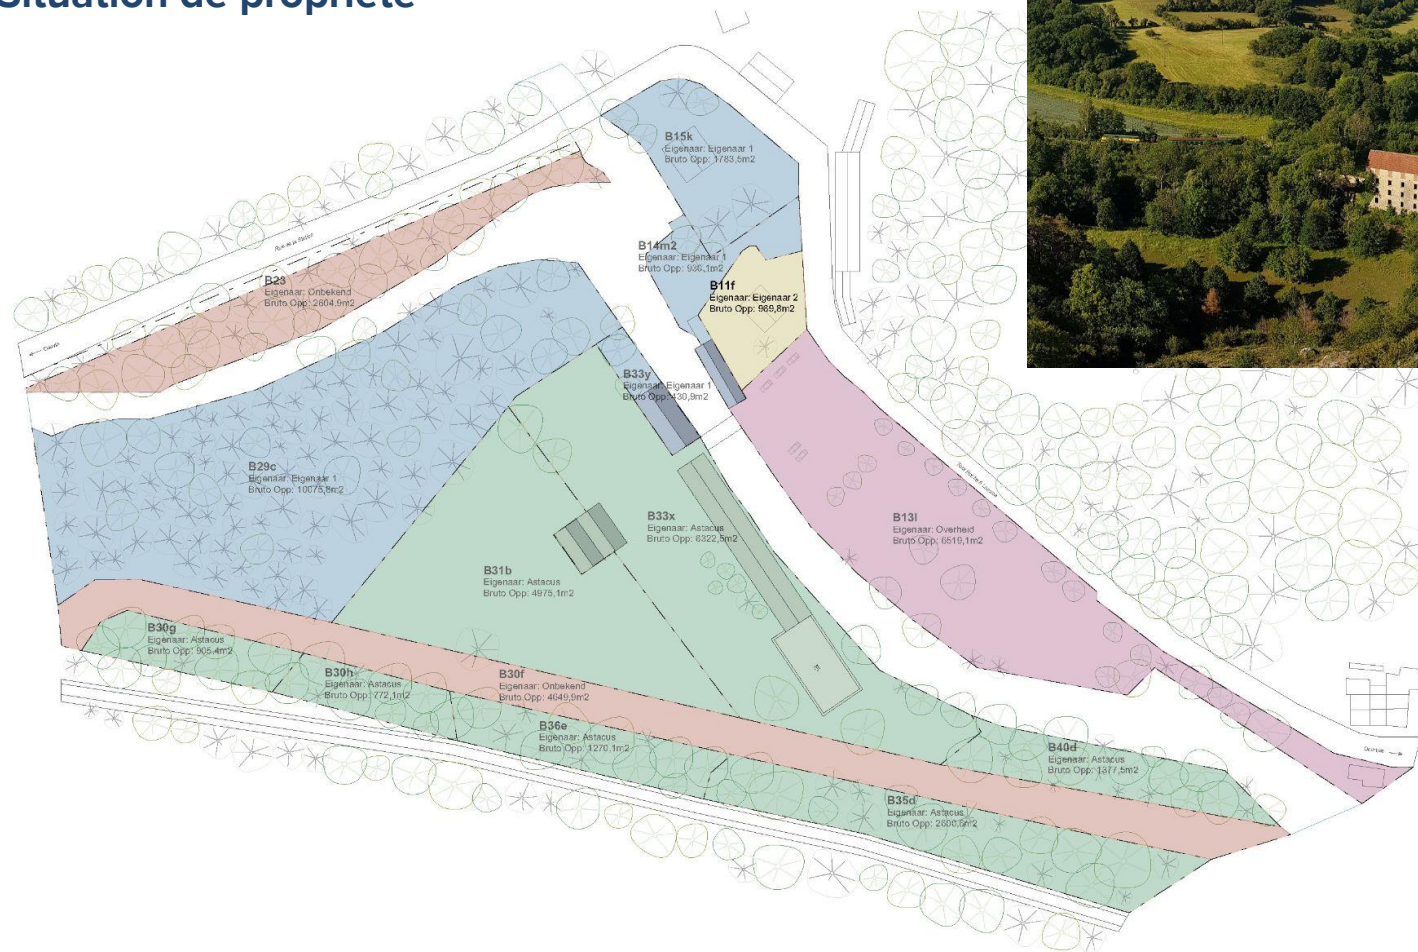 Situation de propriété
B15k
Eigenaar: Eigenaar 1
Bruto Opp: 1783,5m2
B14m2
Eigenaar: Eigenaar 1
Bruto Opp: 930,1m2
B11f
Eigenaar: Eigenaar 2
Bruto Opp: 969,8m2
B23
Eigenaar: Onbekend
Bruto Opp: 2604,9m2
B33y
Eigenaar: Eigenaar 1
Bruto Opp: 430,9m2
B29c
Eigenaar: Eigenaar 1
Bruto Opp: 10075,8m2
B33x
Eigenaar: Astacus
Bruto Opp: 6322,5m2
B13l
Eigenaar: Overheid
Bruto Opp: 6519,1m2
B31b
Eigenaar: Astacus
Bruto Opp: 4975,1m2
B30g
Eigenaar: Astacus
Bruto Opp: 905,4m2
B30h
Eigenaar: Astacus
Bruto Opp: 772,1m2
B30f
Eigenaar: Onbekend
Bruto Opp: 4649,9m2
B36e
Eigenaar: Astacus
Bruto Opp: 1270,1m2
B40d
Eigenaar: Astacus
Bruto Opp: 1377,5m2
B35d
Eigenaar: Astacus
Bruto Opp: 2600,8m2